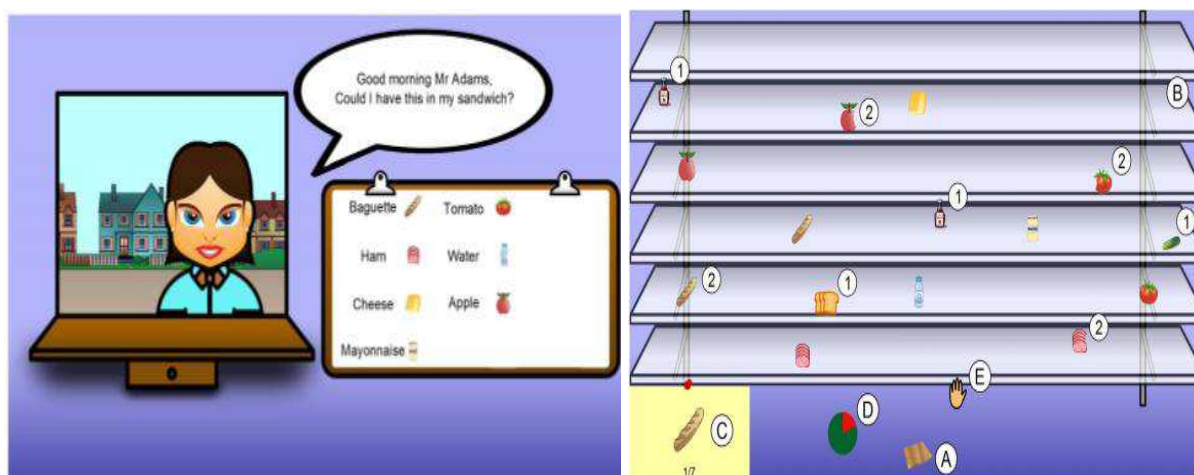 Good morning Mr Adams,
Could I have this in my sandwich?
Baguette Tomato
Ham Water
Cheese Apple
Mayonnaise
1
B
2
2
1
1
2
1
2
E
D
C
A
1/7